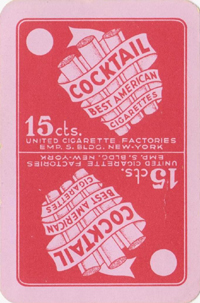 COCKTAIL
BEST AMERICAN
CIGARETTES
15 cts.
UNITED CIGARETTE FACTORIES
EMP. S. BLDG. NEW-YORK
UNITED CIGARETTE FACTORIES
EMP. S. BLDG. NEW-YORK
15 cts.
COCKTAIL
BEST AMERICAN
CIGARETTES